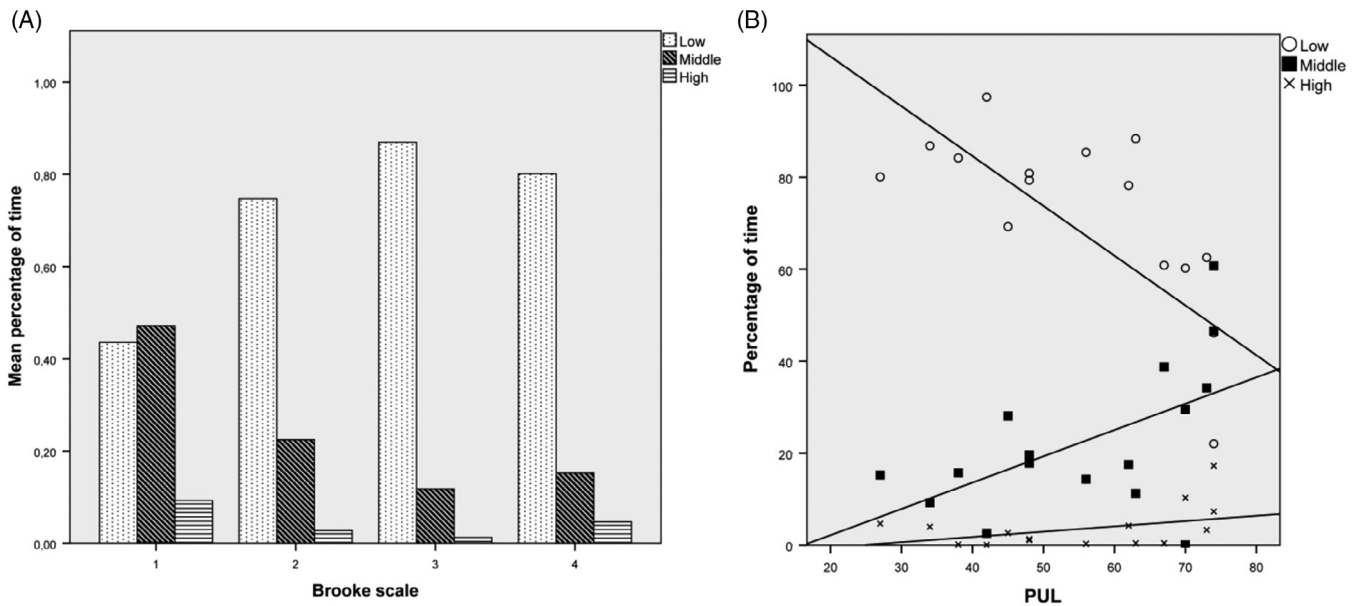 (A)
Low
Middle
High
1,00
0,80
0,60
0,40
0,20
0,00
Mean percentage of time
1 2 3 4
Brooke scale
(B)
Low
Middle
High
100
80
60
40
20
0
Percentage of time
20 30 40 50 60 70 80
PUL